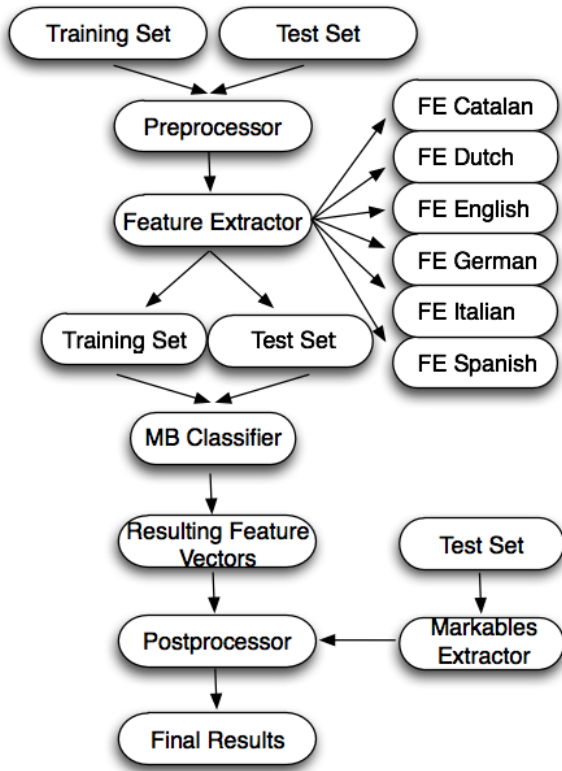 Training Set
Test Set
Preprocessor
FE Catalan
FE Dutch
FE English
FE German
FE Italian
FE Spanish
Feature Extractor
Training Set
Test Set
MB Classifier
Resulting Feature
Vectors
Test Set
Postprocessor
Markables
Extractor
Final Results